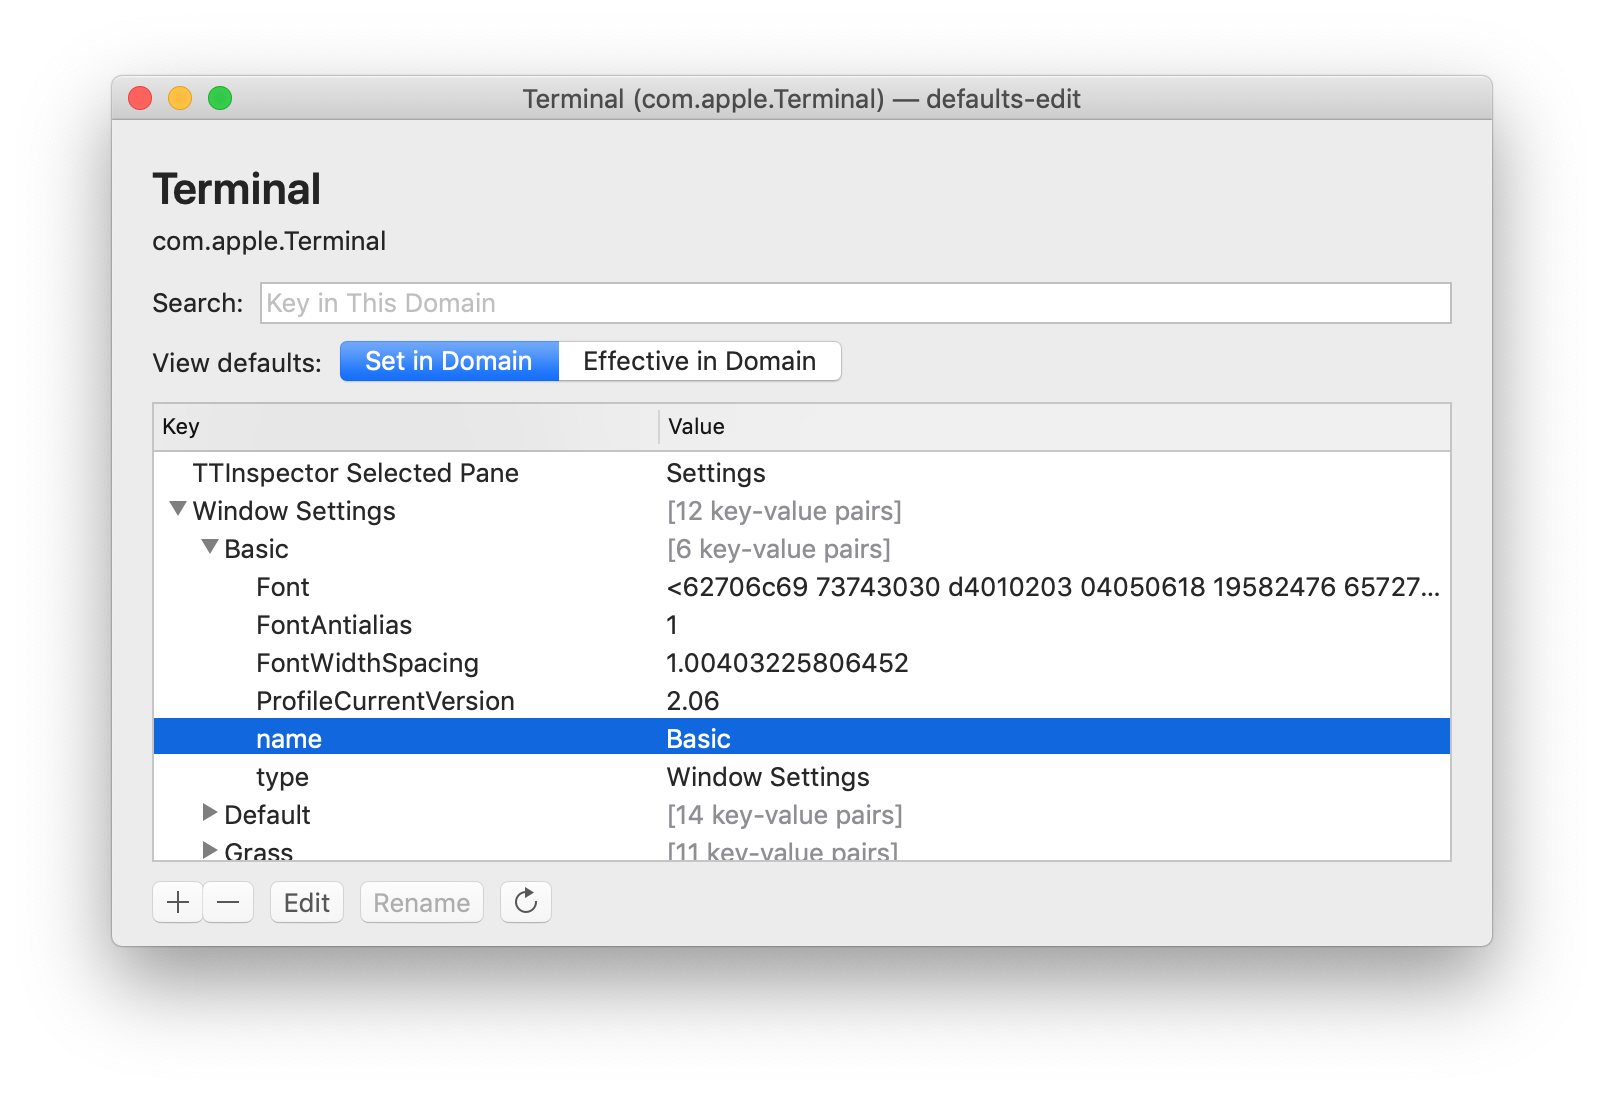 Terminal (com.apple.Terminal) — defaults-edit
Terminal
com.apple.Terminal
Search: Key in This Domain
View defaults: Set in Domain Effective in Domain
Key Value
TTInspector Selected Pane Settings
Window Settings [12 key-value pairs]
Basic [6 key-value pairs]
Font <62706c69 73743030 d4010203 04050618 19582476 65727...
FontAntialias 1
FontWidthSpacing 1.00403225806452
ProfileCurrentVersion 2.06
name Basic
type Window Settings
Default [14 key-value pairs]
Grass [11 key-value pairs]
Edit Rename